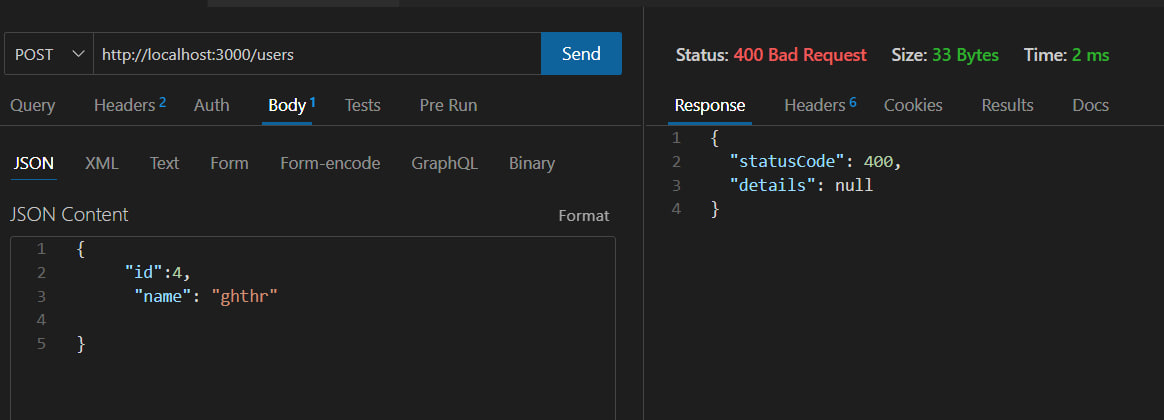 POST http://localhost:3000/users Send
Query Headers 2 Auth Body 1 Tests Pre Run
JSON XML Text Form Form-encode GraphQL Binary
JSON Content Format
1 {
2 "id":4,
3 "name": "ghthr"
4
5 }
Status: 400 Bad Request Size: 33 Bytes Time: 2 ms
Response Headers 6 Cookies Results Docs
1 {
2 "statusCode": 400,
3 "details": null
4 }